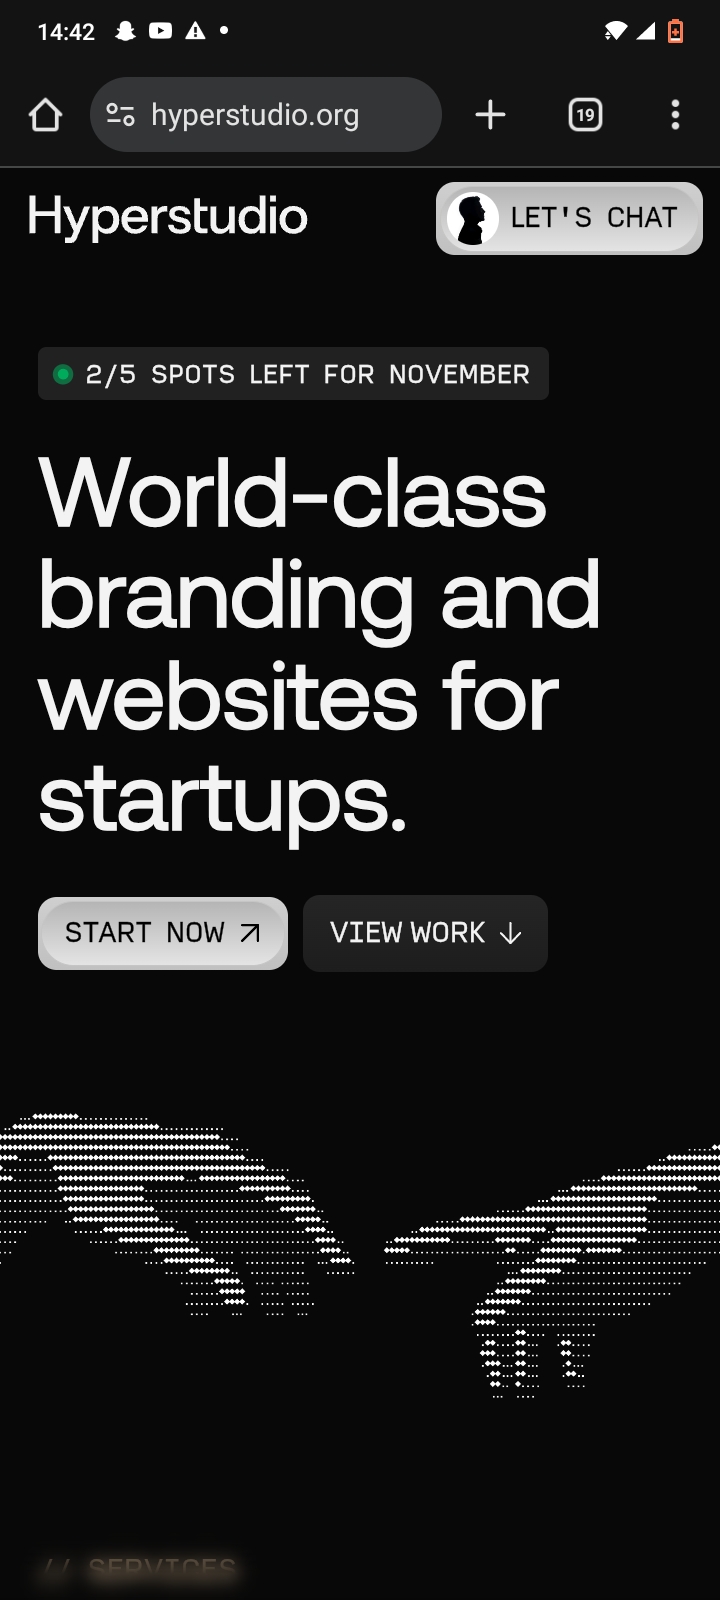 14:42
hyperstudio.org
19
Hyperstudio
LET'S CHAT
2/5 SPOTS LEFT FOR NOVEMBER
World-class
branding and
websites for
startups.
START NOW
VIEW WORK
// SERVICES